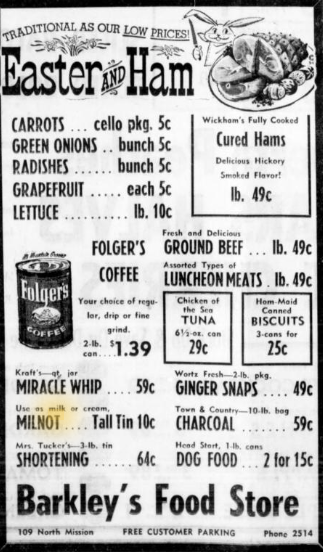 TRADITIONAL AS OUR LOW PRICES!
Easter AND Ham
CARROTS ... cello pkg. 5c
GREEN ONIONS .. bunch 5c
RADISHES ...... bunch 5c
GRAPEFRUIT ..... each 5c
LETTUCE .......... lb. 10c
Wickham's Fully Cooked
Cured Hams
Delicious Hickory
Smoked Flavor!
lb. 49c
Mountain Grown
Folger's
COFFEE
FOLGER'S
COFFEE
Your choice of regu-
lar, drip or fine
grind.
2-lb. can ... $1.39
Fresh and Delicious
GROUND BEEF ... lb. 49c
Assorted Types of
LUNCHEON MEATS . lb. 49c
Chicken of
the Sea
TUNA
6½-oz. can
29c
Ham-Maid
Canned
BISCUITS
3-cans for
25c
Kraft's—qt. jar
MIRACLE WHIP .... 59c
Use as milk or cream,
MILNOT .... Tall Tin 10c
Mrs. Tucker's—3-lb. tin
SHORTENING ...... 64c
Wortz Fresh—2-lb. pkg.
GINGER SNAPS .... 49c
Town & Country—10-lb. bag
CHARCOAL ...... 59c
Head Start, 1-lb. cans
DOG FOOD ... 2 for 15c
Barkley's Food Store
109 North Mission FREE CUSTOMER PARKING Phone 2514